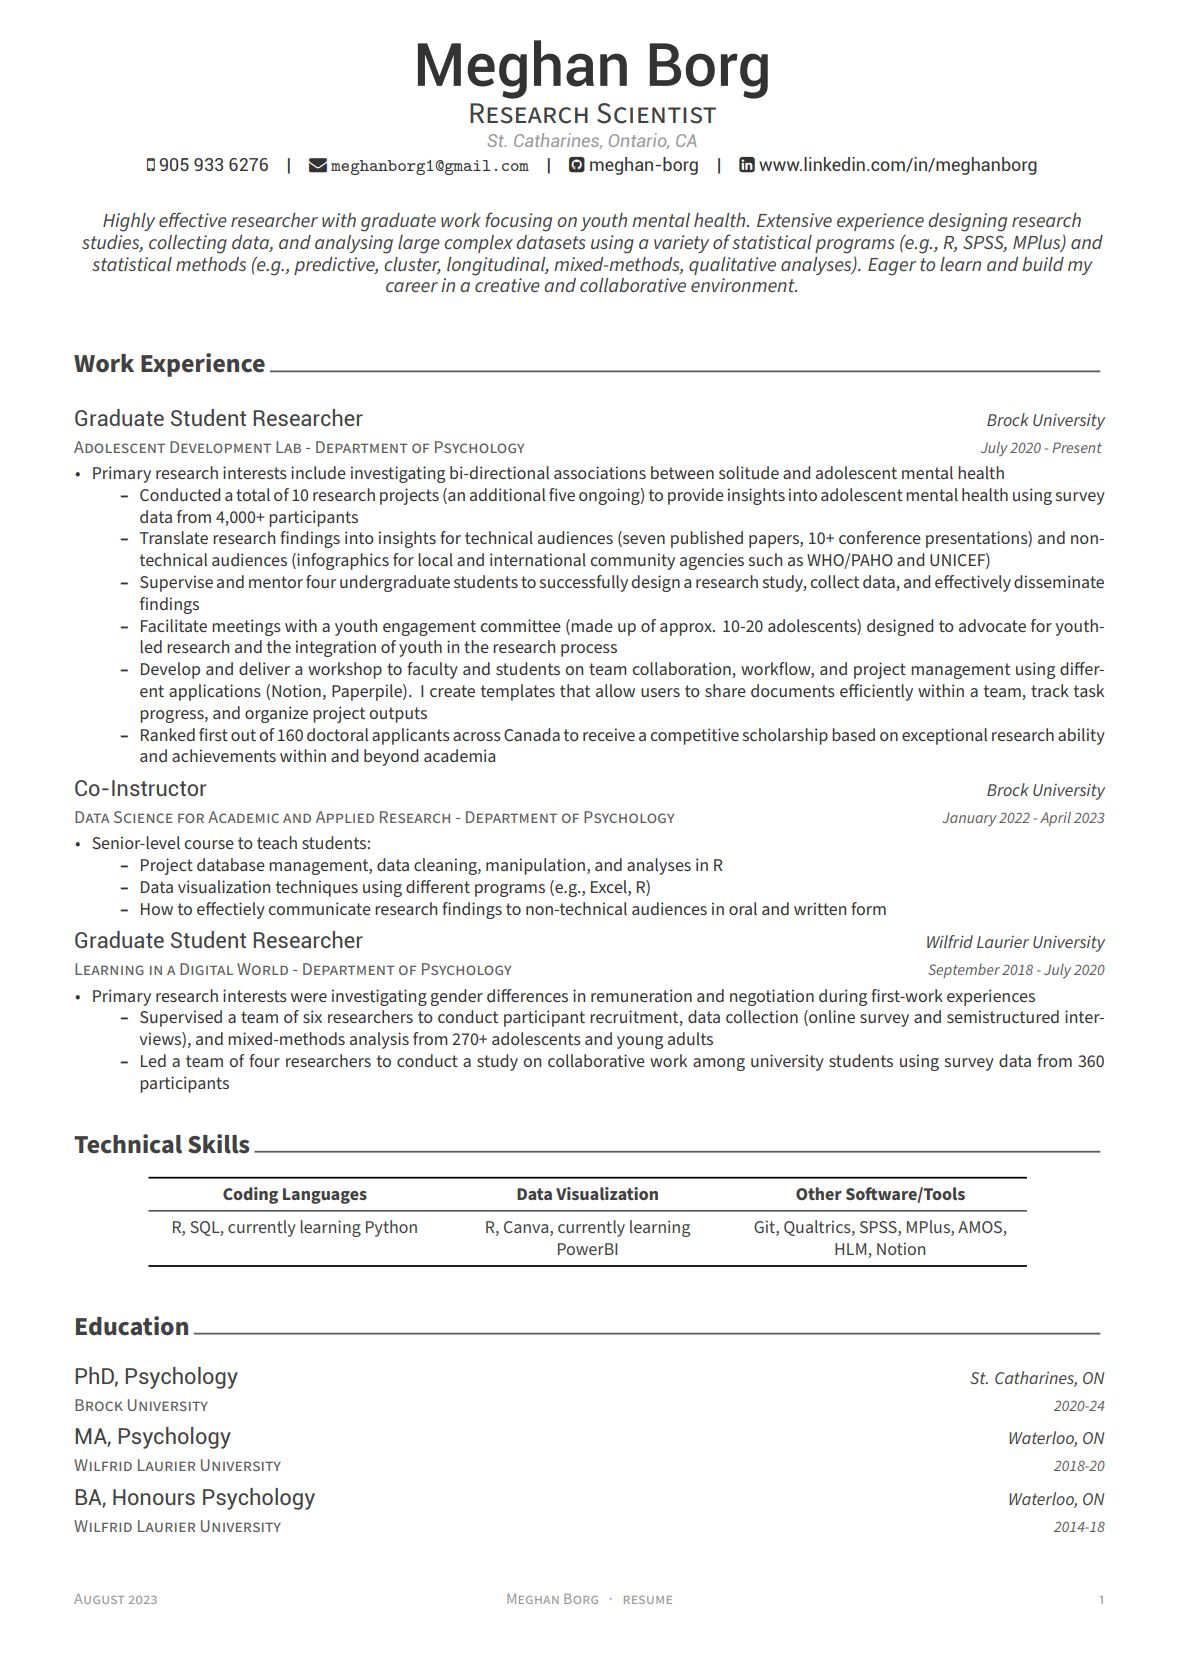 Meghan Borg
Research Scientist
St. Catharines, Ontario, CA
905 933 6276 | meghanborg1@gmail.com | meghan-borg | www.linkedin.com/in/meghanborg
Highly effective researcher with graduate work focusing on youth mental health. Extensive experience designing research
studies, collecting data, and analysing large complex datasets using a variety of statistical programs (e.g., R, SPSS, MPlus) and
statistical methods (e.g., predictive, cluster, longitudinal, mixed-methods, qualitative analyses). Eager to learn and build my
career in a creative and collaborative environment.
Work Experience
Graduate Student Researcher Brock University
Adolescent Development Lab - Department of Psychology July 2020 - Present
• Primary research interests include investigating bi-directional associations between solitude and adolescent mental health
– Conducted a total of 10 research projects (an additional five ongoing) to provide insights into adolescent mental health using survey
data from 4,000+ participants
– Translate research findings into insights for technical audiences (seven published papers, 10+ conference presentations) and non-
technical audiences (infographics for local and international community agencies such as WHO/PAHO and UNICEF)
– Supervise and mentor four undergraduate students to successfully design a research study, collect data, and effectively disseminate
findings
– Facilitate meetings with a youth engagement committee (made up of approx. 10-20 adolescents) designed to advocate for youth-
led research and the integration of youth in the research process
– Develop and deliver a workshop to faculty and students on team collaboration, workflow, and project management using differ-
ent applications (Notion, Paperpile). I create templates that allow users to share documents efficiently within a team, track task
progress, and organize project outputs
– Ranked first out of 160 doctoral applicants across Canada to receive a competitive scholarship based on exceptional research ability
and achievements within and beyond academia
Co-Instructor Brock University
Data Science for Academic and Applied Research - Department of Psychology January 2022 - April 2023
• Senior-level course to teach students:
– Project database management, data cleaning, manipulation, and analyses in R
– Data visualization techniques using different programs (e.g., Excel, R)
– How to effectiely communicate research findings to non-technical audiences in oral and written form
Graduate Student Researcher Wilfrid Laurier University
Learning in a Digital World - Department of Psychology September 2018 - July 2020
• Primary research interests were investigating gender differences in remuneration and negotiation during first-work experiences
– Supervised a team of six researchers to conduct participant recruitment, data collection (online survey and semistructured inter-
views), and mixed-methods analysis from 270+ adolescents and young adults
– Led a team of four researchers to conduct a study on collaborative work among university students using survey data from 360
participants
Technical Skills
Coding Languages Data Visualization Other Software/Tools
R, SQL, currently learning Python R, Canva, currently learning Git, Qualtrics, SPSS, MPlus, AMOS,
PowerBI HLM, Notion
Education
PhD, Psychology St. Catharines, ON
Brock University 2020-24
MA, Psychology Waterloo, ON
Wilfrid Laurier University 2018-20
BA, Honours Psychology Waterloo, ON
Wilfrid Laurier University 2014-18
August 2023 Meghan Borg · resume 1